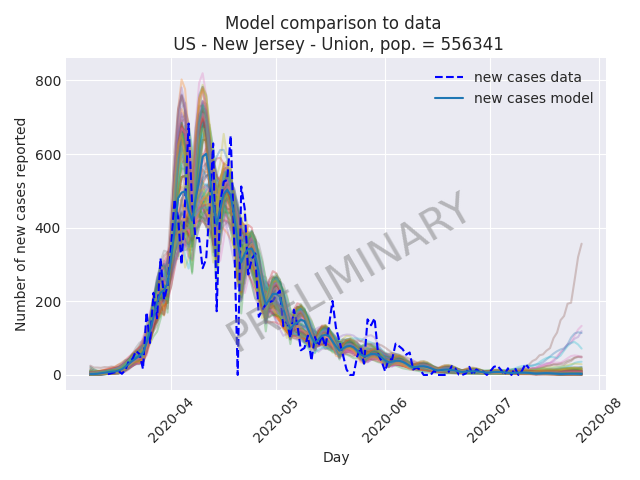 Model comparison to data
US - New Jersey - Union, pop. = 556341
new cases data
new cases model
Number of new cases reported
800
600
400
200
0
PRELIMINARY
2020-04
2020-05
2020-06
2020-07
2020-08
Day